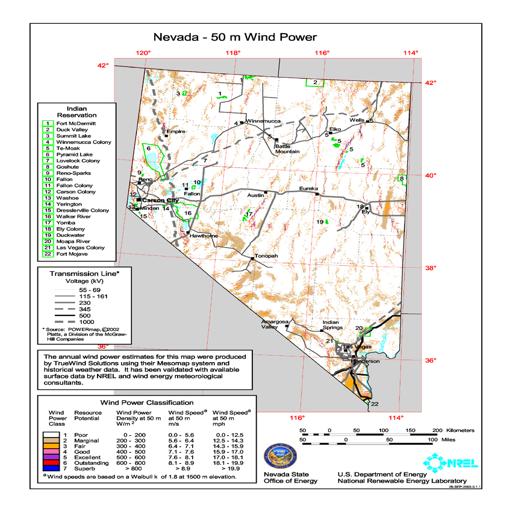 Nevada - 50 m Wind Power
120° 118° 116° 114°
42° 42°
40° 40°
38° 38°
36° 36°
116° 114°
Indian
Reservation
1 Fort McDermitt
2 Duck Valley
3 Summit Lake
4 Winnemucca Colony
5 Te-Moak
6 Pyramid Lake
7 Lovelock Colony
8 Goshute
9 Reno-Sparks
10 Fallon
11 Fallon Colony
12 Carson Colony
13 Washoe
14 Yerington
15 Dresslerville Colony
16 Walker River
17 Yomba
18 Ely Colony
19 Duckwater
20 Moapa River
21 Las Vegas Colony
22 Fort Mojave
Empire
Winnemucca
Battle
Mountain
Elko
Wells
Reno
Fallon
Carson City
Minden
Hawthorne
Austin
Eureka
Ely
Tonopah
Amargosa
Valley
Indian
Springs
Las Vegas
Henderson
Transmission Line*
Voltage (kV)
55 - 69
115 - 161
230
345
500
1000
* Source: POWERmap, ©2002
Platts, a Division of the McGraw-
Hill Companies
The annual wind power estimates for this map were produced
by TrueWind Solutions using their Mesomap system and
historical weather data. It has been validated with available
surface data by NREL and wind energy meteorological
consultants.
Wind Power Classification
Wind Power Class Resource Potential Wind Power Density at 50 m W/m² Wind Speed a at 50 m m/s Wind Speed a at 50 m mph
1 Poor 0 - 200 0.0 - 5.6 0.0 - 12.5
2 Marginal 200 - 300 5.6 - 6.4 12.5 - 14.3
3 Fair 300 - 400 6.4 - 7.1 14.3 - 15.9
4 Good 400 - 500 7.1 - 7.6 15.9 - 17.0
5 Excellent 500 - 600 7.6 - 8.1 17.0 - 18.1
6 Outstanding 600 - 800 8.1 - 8.9 18.1 - 19.9
7 Superb > 800 > 8.9 > 19.9
a Wind speeds are based on a Weibull k of 1.8 at 1500 m elevation.
50 0 50 100 150 200 Kilometers
50 0 50 100 Miles
Nevada State
Office of Energy
NREL
U.S. Department of Energy
National Renewable Energy Laboratory